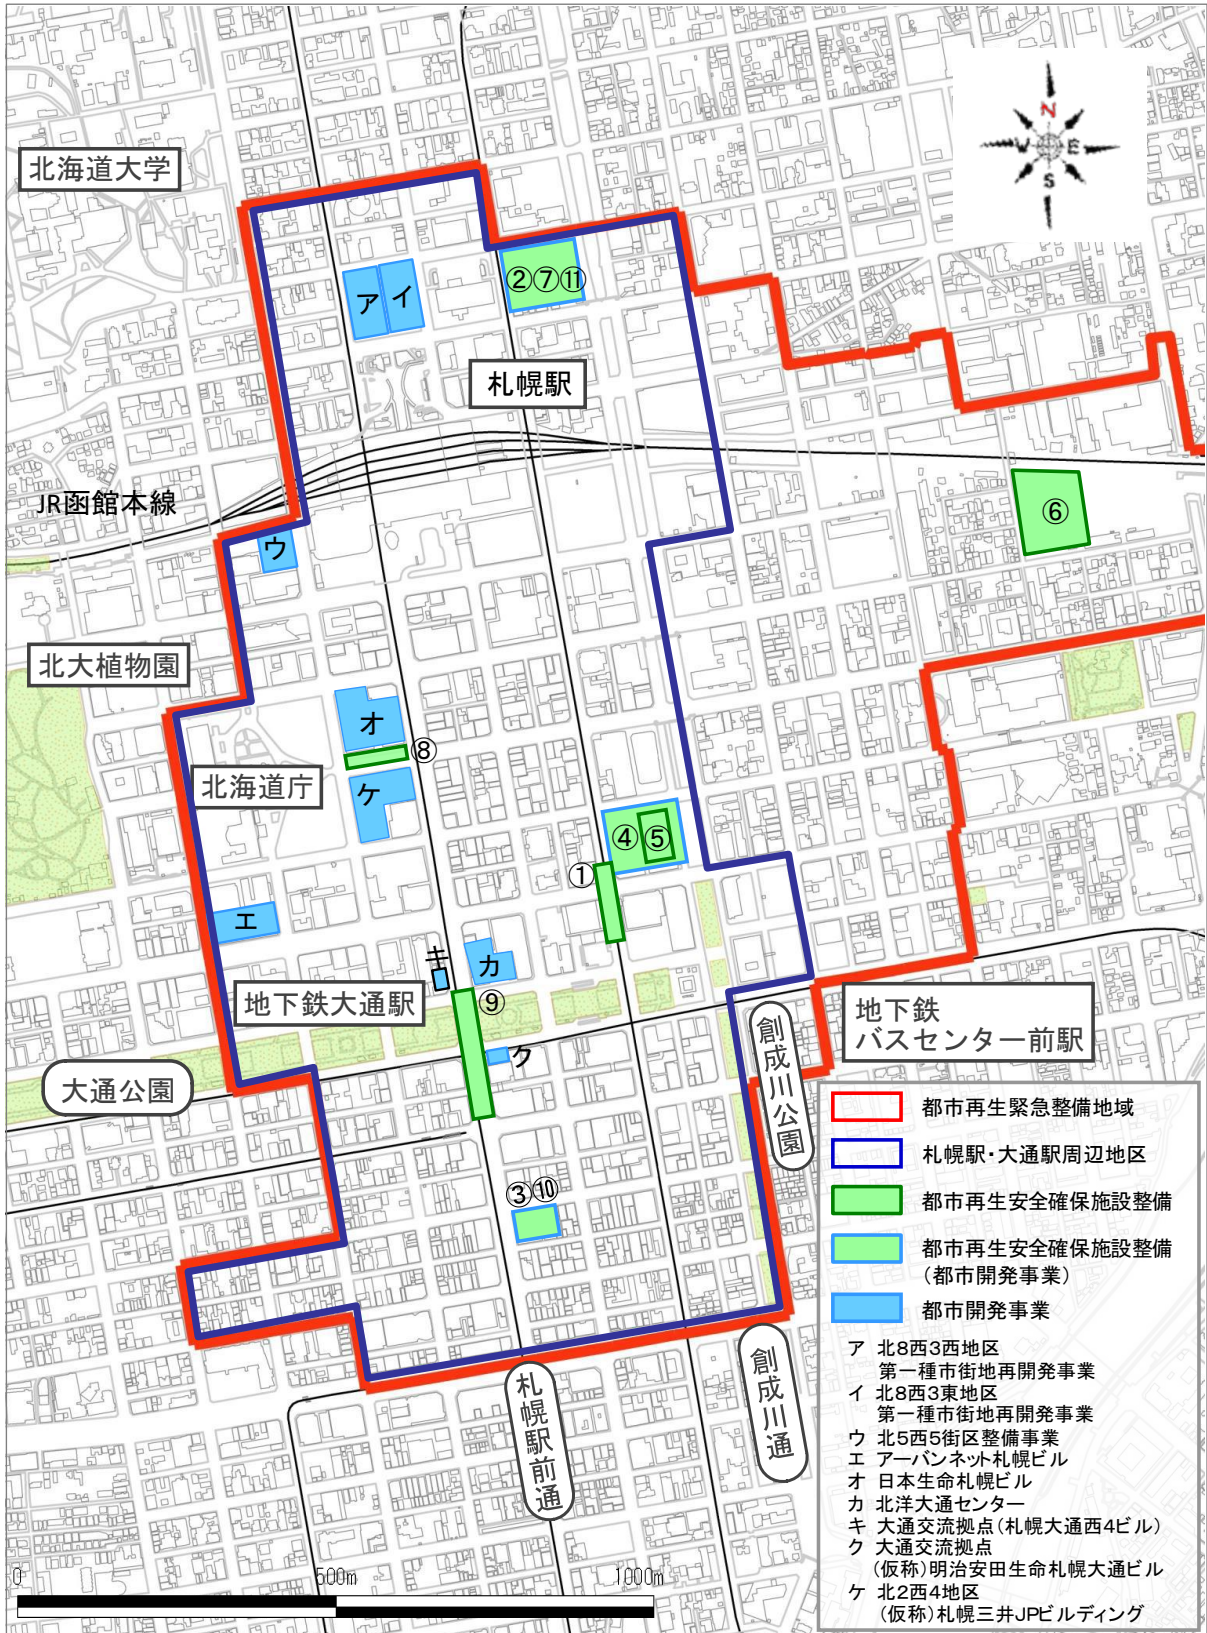 N
W
E
S
北海道大学
②⑦⑪
ア
イ
札幌駅
JR函館本線
⑥
ウ
北大植物園
オ
⑧
北海道庁
ケ
④
⑤
①
エ
キ
カ
⑨
地下鉄大通駅
ク
創成川公園
地下鉄
バスセンター前駅
大通公園
③⑩
札幌駅前通
創成川通
都市再生緊急整備地域
札幌駅・大通駅周辺地区
都市再生安全確保施設整備
都市再生安全確保施設整備
(都市開発事業)
都市開発事業
ア 北8西3西地区
第一種市街地再開発事業
イ 北8西3東地区
第一種市街地再開発事業
ウ 北5西5街区整備事業
エ アーバンネット札幌ビル
オ 日本生命札幌ビル
カ 北洋大通センター
キ 大通交流拠点(札幌大通西4ビル)
ク 大通交流拠点
(仮称)明治安田生命札幌大通ビル
ケ 北2西4地区
(仮称)札幌三井JPビルディング
0
500m
1000m